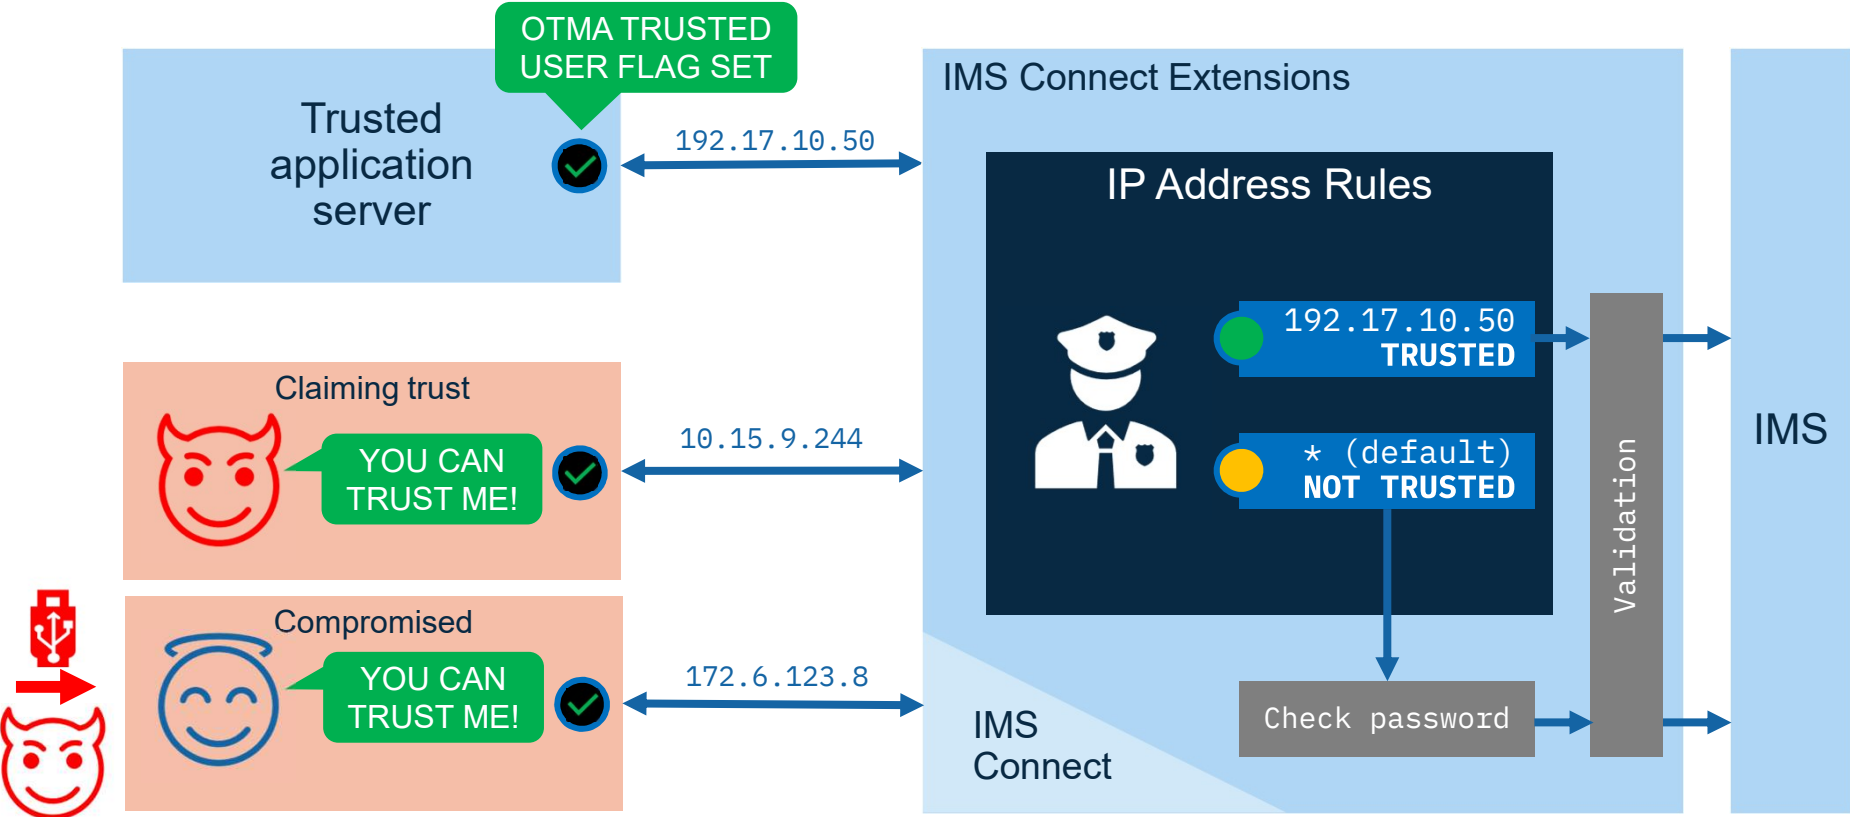 OTMA TRUSTED
USER FLAG SET
Trusted
application
server
192.17.10.50
Claiming trust
YOU CAN
TRUST ME!
10.15.9.244
Compromised
YOU CAN
TRUST ME!
172.6.123.8
IMS Connect Extensions
IP Address Rules
192.17.10.50
TRUSTED
* (default)
NOT TRUSTED
Check password
Validation
IMS
Connect
IMS